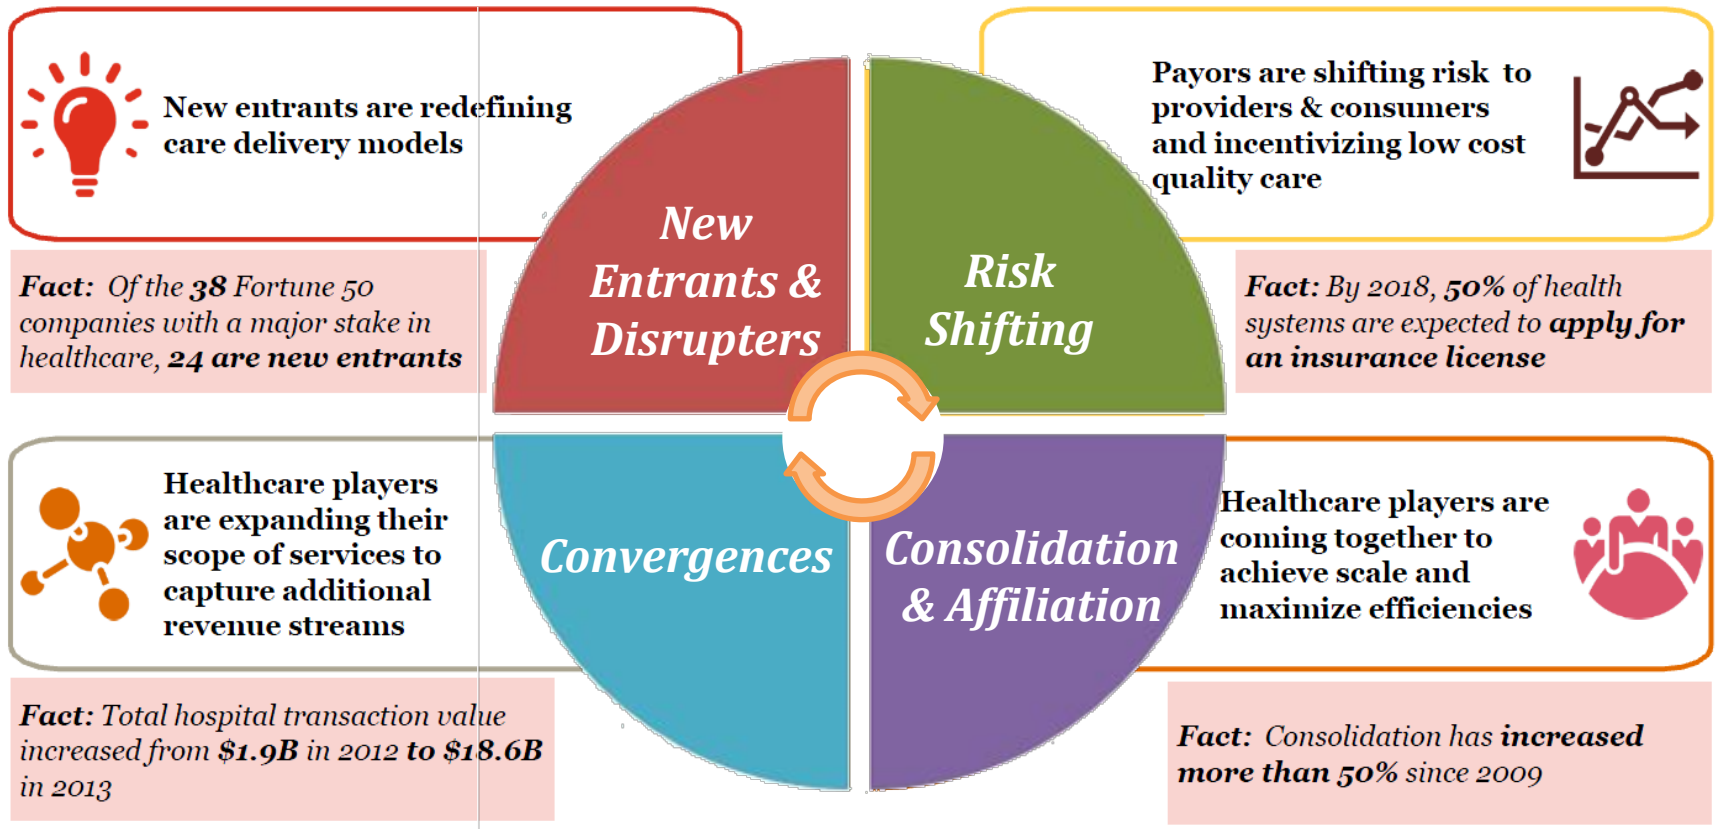 New entrants are redefining
care delivery models
Payors are shifting risk to
providers & consumers
and incentivizing low cost
quality care
New
Entrants &
Disrupters
Risk
Shifting
Fact: Of the 38 Fortune 50
companies with a major stake in
healthcare, 24 are new entrants
Fact: By 2018, 50% of health
systems are expected to apply for
an insurance license
Healthcare players
are expanding their
scope of services to
capture additional
revenue streams
Convergences
Consolidation
& Affiliation
Healthcare players are
coming together to
achieve scale and
maximize efficiencies
Fact: Total hospital transaction value
increased from $1.9B in 2012 to $18.6B
in 2013
Fact: Consolidation has increased
more than 50% since 2009